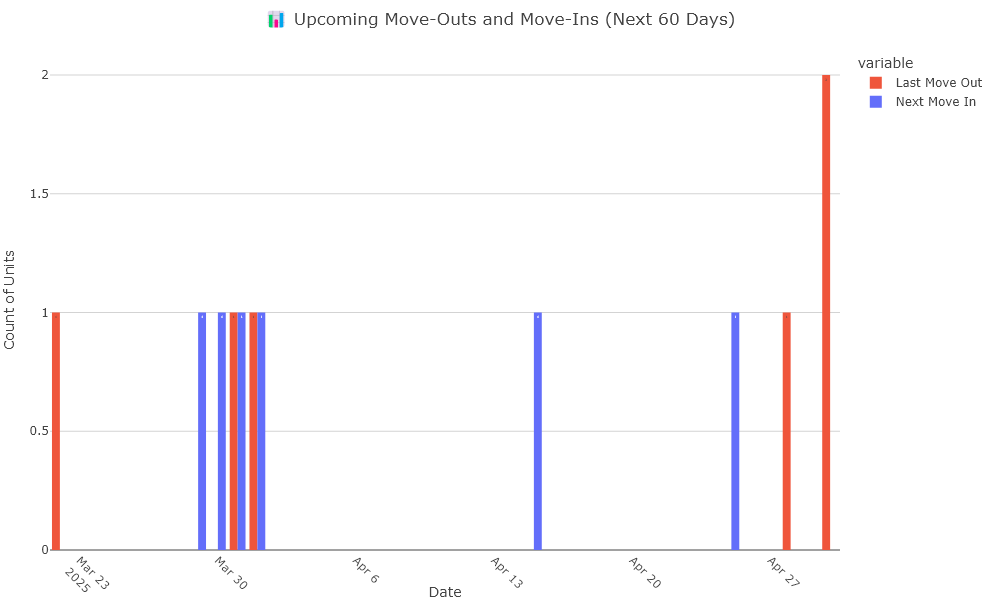 📊 Upcoming Move-Outs and Move-Ins (Next 60 Days)
variable
Last Move Out
Next Move In
Count of Units
2
1.5
1
0.5
0
Mar 23
2025
Mar 30
Apr 6
Apr 13
Apr 20
Apr 27
Date